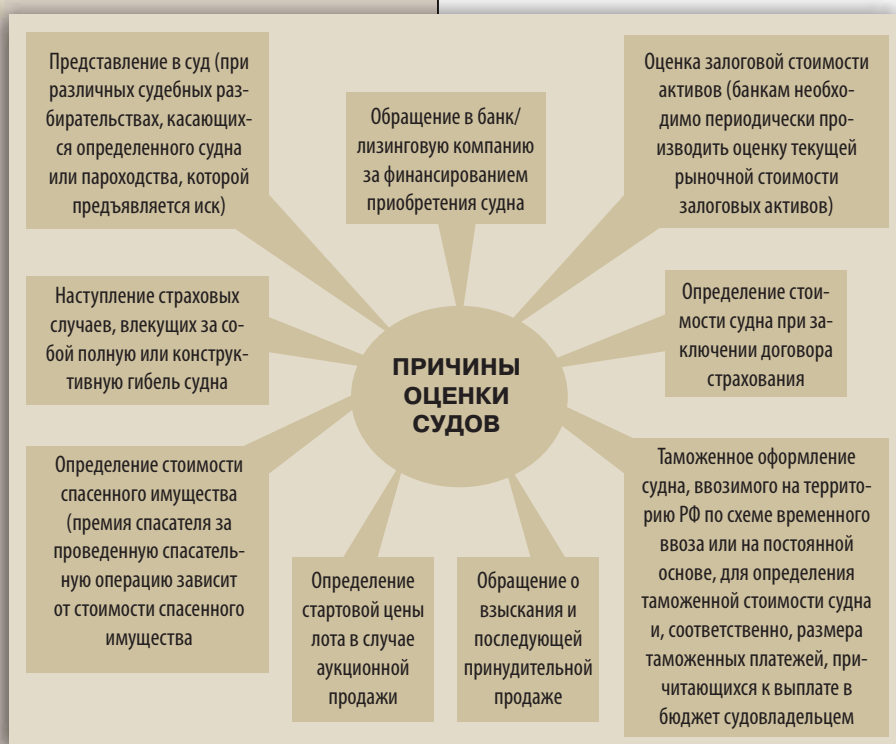 Представление в суд (при
различных судебных раз-
бирательствах, касающих-
ся определенного судна
или пароходства, которой
предъявляется иск)
Обращение в банк/
лизинговую компанию
за финансированием
приобретения судна
Оценка залоговой стоимости
активов (банкам необхо-
димо периодически про-
изводить оценку текущей
рыночной стоимости
залоговых активов)
Наступление страховых
случаев, влекущих за со-
бой полную или конструк-
тивную гибель судна
ПРИЧИНЫ
ОЦЕНКИ
СУДОВ
Определение стои-
мости судна при за-
ключении договора
страхования
Определение стоимости
спасенного имущества
(премия спасателя за
проведенную спасатель-
ную операцию зависит
от стоимости спасенного
имущества
Определение
стартовой цены
лота в случае
аукционной
продажи
Обращение о
взыскания и
последующей
принудительной
продаже
Таможенное оформление
судна, ввозимого на террито-
рию РФ по схеме временного
ввоза или на постоянной
основе, для определения
таможенной стоимости судна
и, соответственно, размера
таможенных платежей, при-
читающихся к выплате в
бюджет судовладельцем